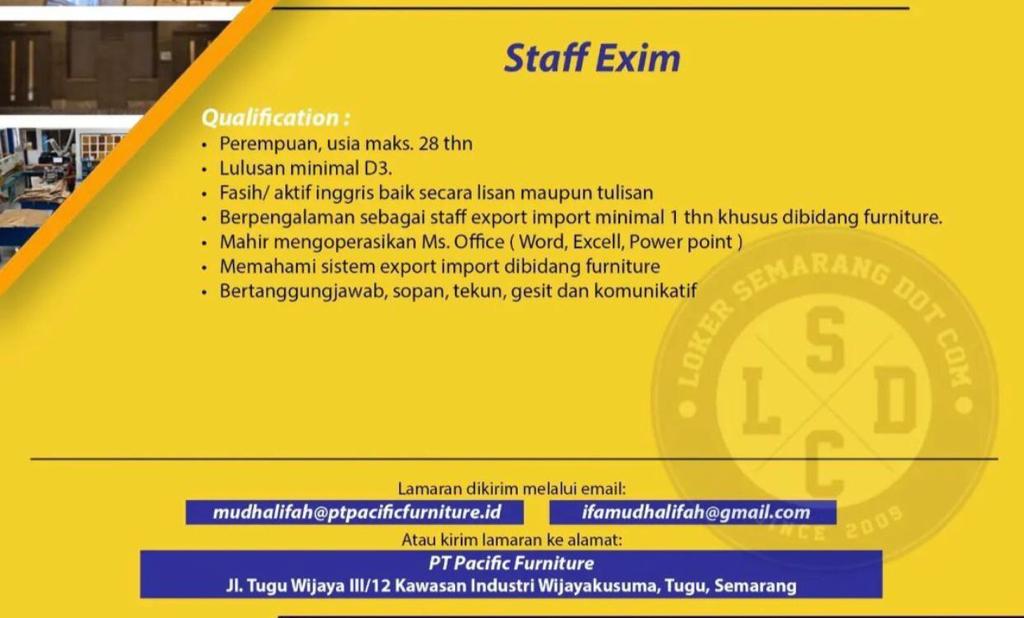 Staff Exim
Qualification :
• Perempuan, usia maks. 28 thn
• Lulusan minimal D3.
• Fasih/ aktif inggris baik secara lisan maupun tulisan
• Berpengalaman sebagai staff export import minimal 1 thn khusus dibidang furniture.
• Mahir mengoperasikan Ms. Office ( Word, Excell, Power point )
• Memahami sistem export import dibidang furniture
• Bertanggungjawab, sopan, tekun, gesit dan komunikatif
LOKER SEMARANG DOT COM
S
L D
C
SINCE 2009
Lamaran dikirim melalui email:
mudhalifah@ptpacificfurniture.id ifamudhalifah@gmail.com
Atau kirim lamaran ke alamat:
PT Pacific Furniture
Jl. Tugu Wijaya III/12 Kawasan Industri Wijayakusuma, Tugu, Semarang